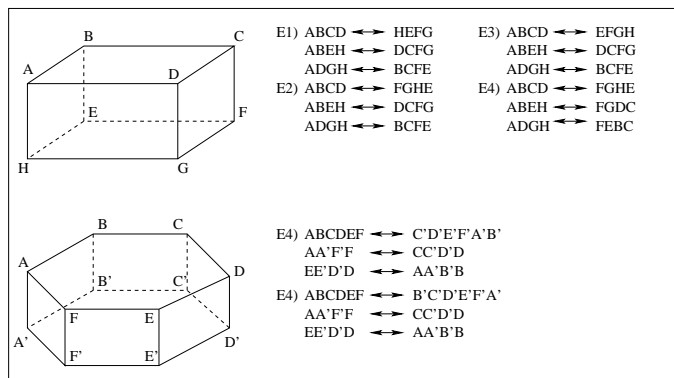 B
C
A
D
E
F
H
G
E1) ABCD ↔ HEFG
ABEH ↔ DCFG
ADGH ↔ BCFE
E2) ABCD ↔ FGHE
ABEH ↔ DCFG
ADGH ↔ BCFE
E3) ABCD ↔ EFGH
ABEH ↔ DCFG
ADGH ↔ BCFE
E4) ABCD ↔ FGHE
ABEH ↔ FGDC
ADGH ↔ FEBC
B
C
A
D
B'
C'
F
E
A'
D'
F'
E'
E4) ABCDEF ↔ C'D'E'F'A'B'
AA'F'F ↔ CC'D'D
EE'D'D ↔ AA'B'B
E4) ABCDEF ↔ B'C'D'E'F'A'
AA'F'F ↔ CC'D'D
EE'D'D ↔ AA'B'B